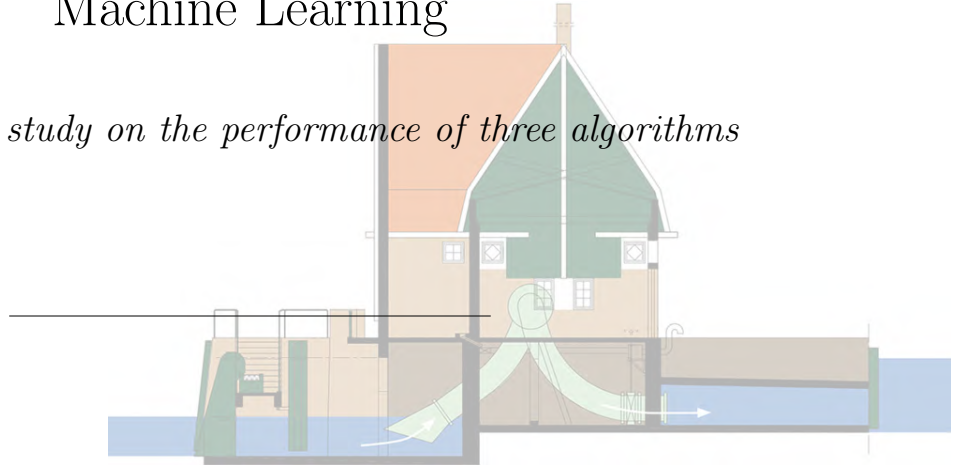 Machine Learning
study on the performance of three algorithms